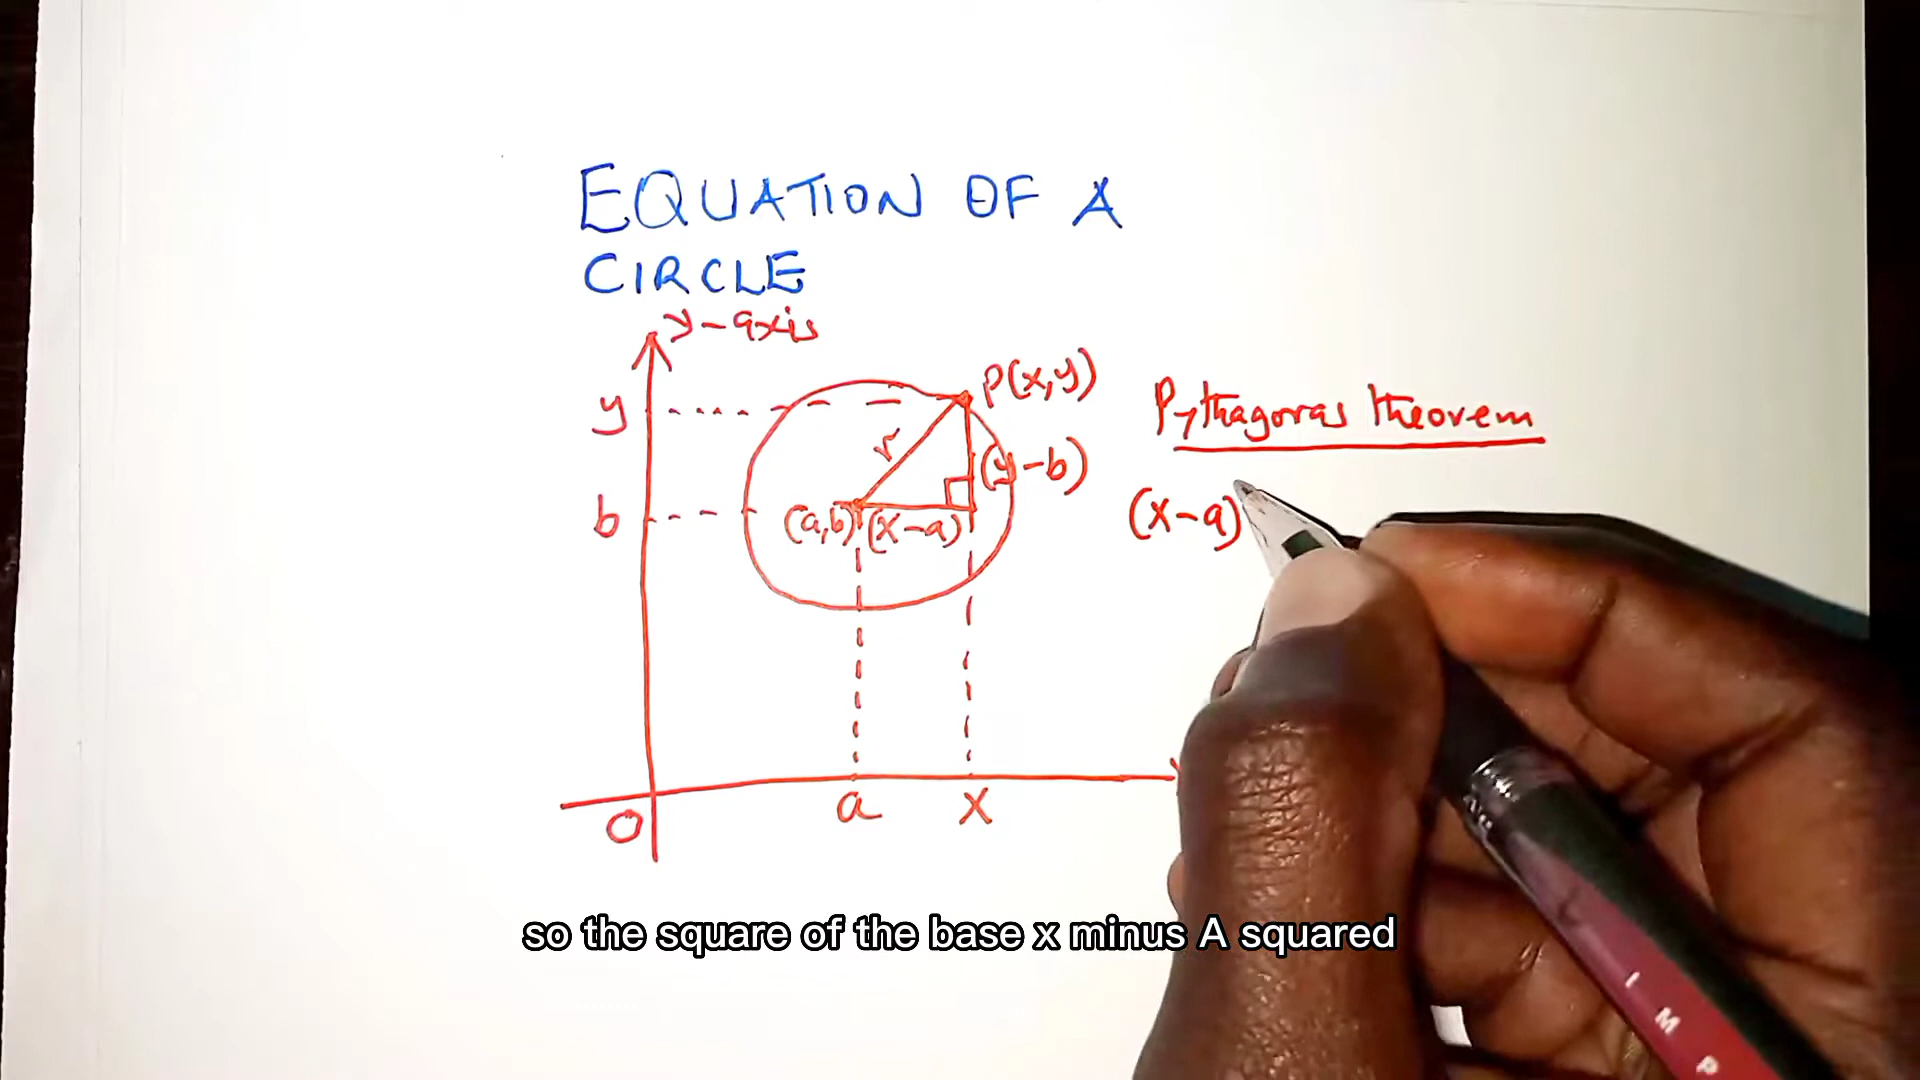 EQUATION OF A
CIRCLE
y-axis
y
P(x,y)
r
(y-b)
b
(a,b)
(x-a)
O
a
x
Pythagoras theorem
(x-a)
so the square of the base x minus A squared
I M P